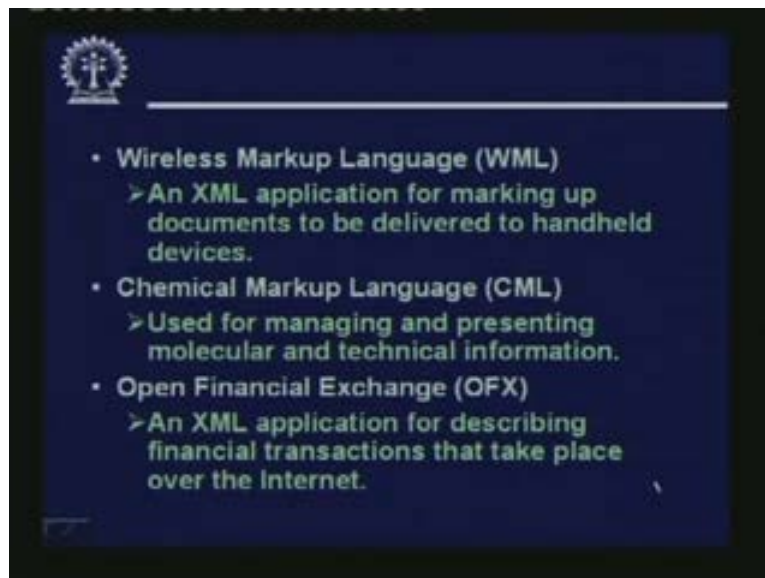 • Wireless Markup Language (WML)
➢An XML application for marking up
documents to be delivered to handheld
devices.
• Chemical Markup Language (CML)
➢Used for managing and presenting
molecular and technical information.
• Open Financial Exchange (OFX)
➢An XML application for describing
financial transactions that take place
over the Internet.